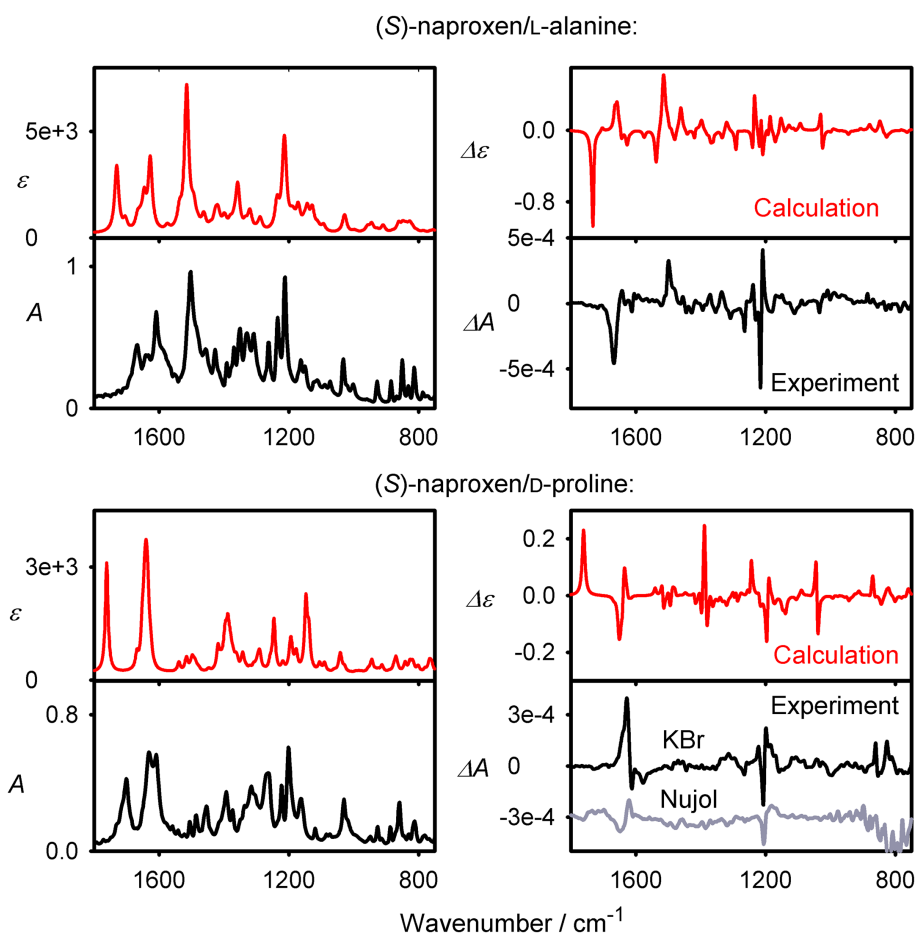 (S)-naproxen/L-alanine:
5e+3
ε
0
1
A
0
1600
1200
800
0.0
Δε
-0.8
Calculation
5e-4
0
ΔA
-5e-4
Experiment
1600
1200
800
(S)-naproxen/D-proline:
3e+3
ε
0
0.8
A
0.0
1600
1200
800
0.2
Δε
0.0
-0.2
Calculation
Experiment
3e-4
KBr
ΔA
0
Nujol
-3e-4
1600
1200
800
Wavenumber / cm⁻¹